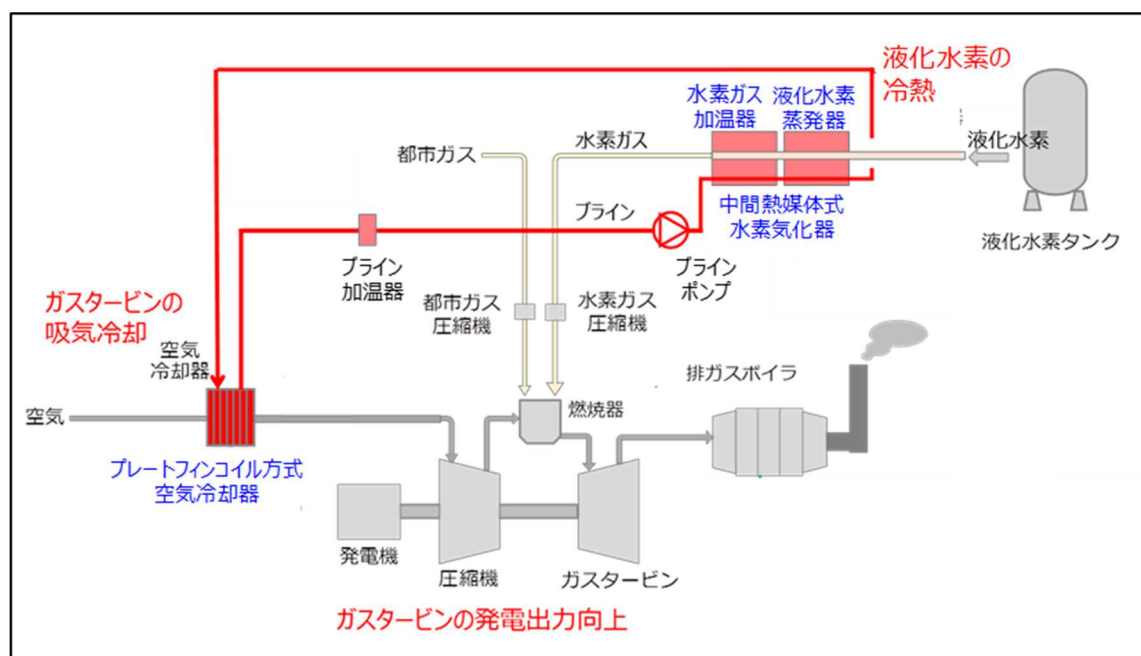 液化水素の
冷熱
水素ガス
加温器
液化水素
蒸発器
都市ガス
水素ガス
液化水素
ブライン
中間熱媒体式
水素気化器
液化水素タンク
ブライン
加温器
ブライン
ポンプ
ガスタービンの
吸気冷却
都市ガス
圧縮機
水素ガス
圧縮機
空気
冷却器
排ガスボイラ
空気
燃焼器
プレートフィンコイル方式
空気冷却器
発電機
圧縮機
ガスタービン
ガスタービンの発電出力向上